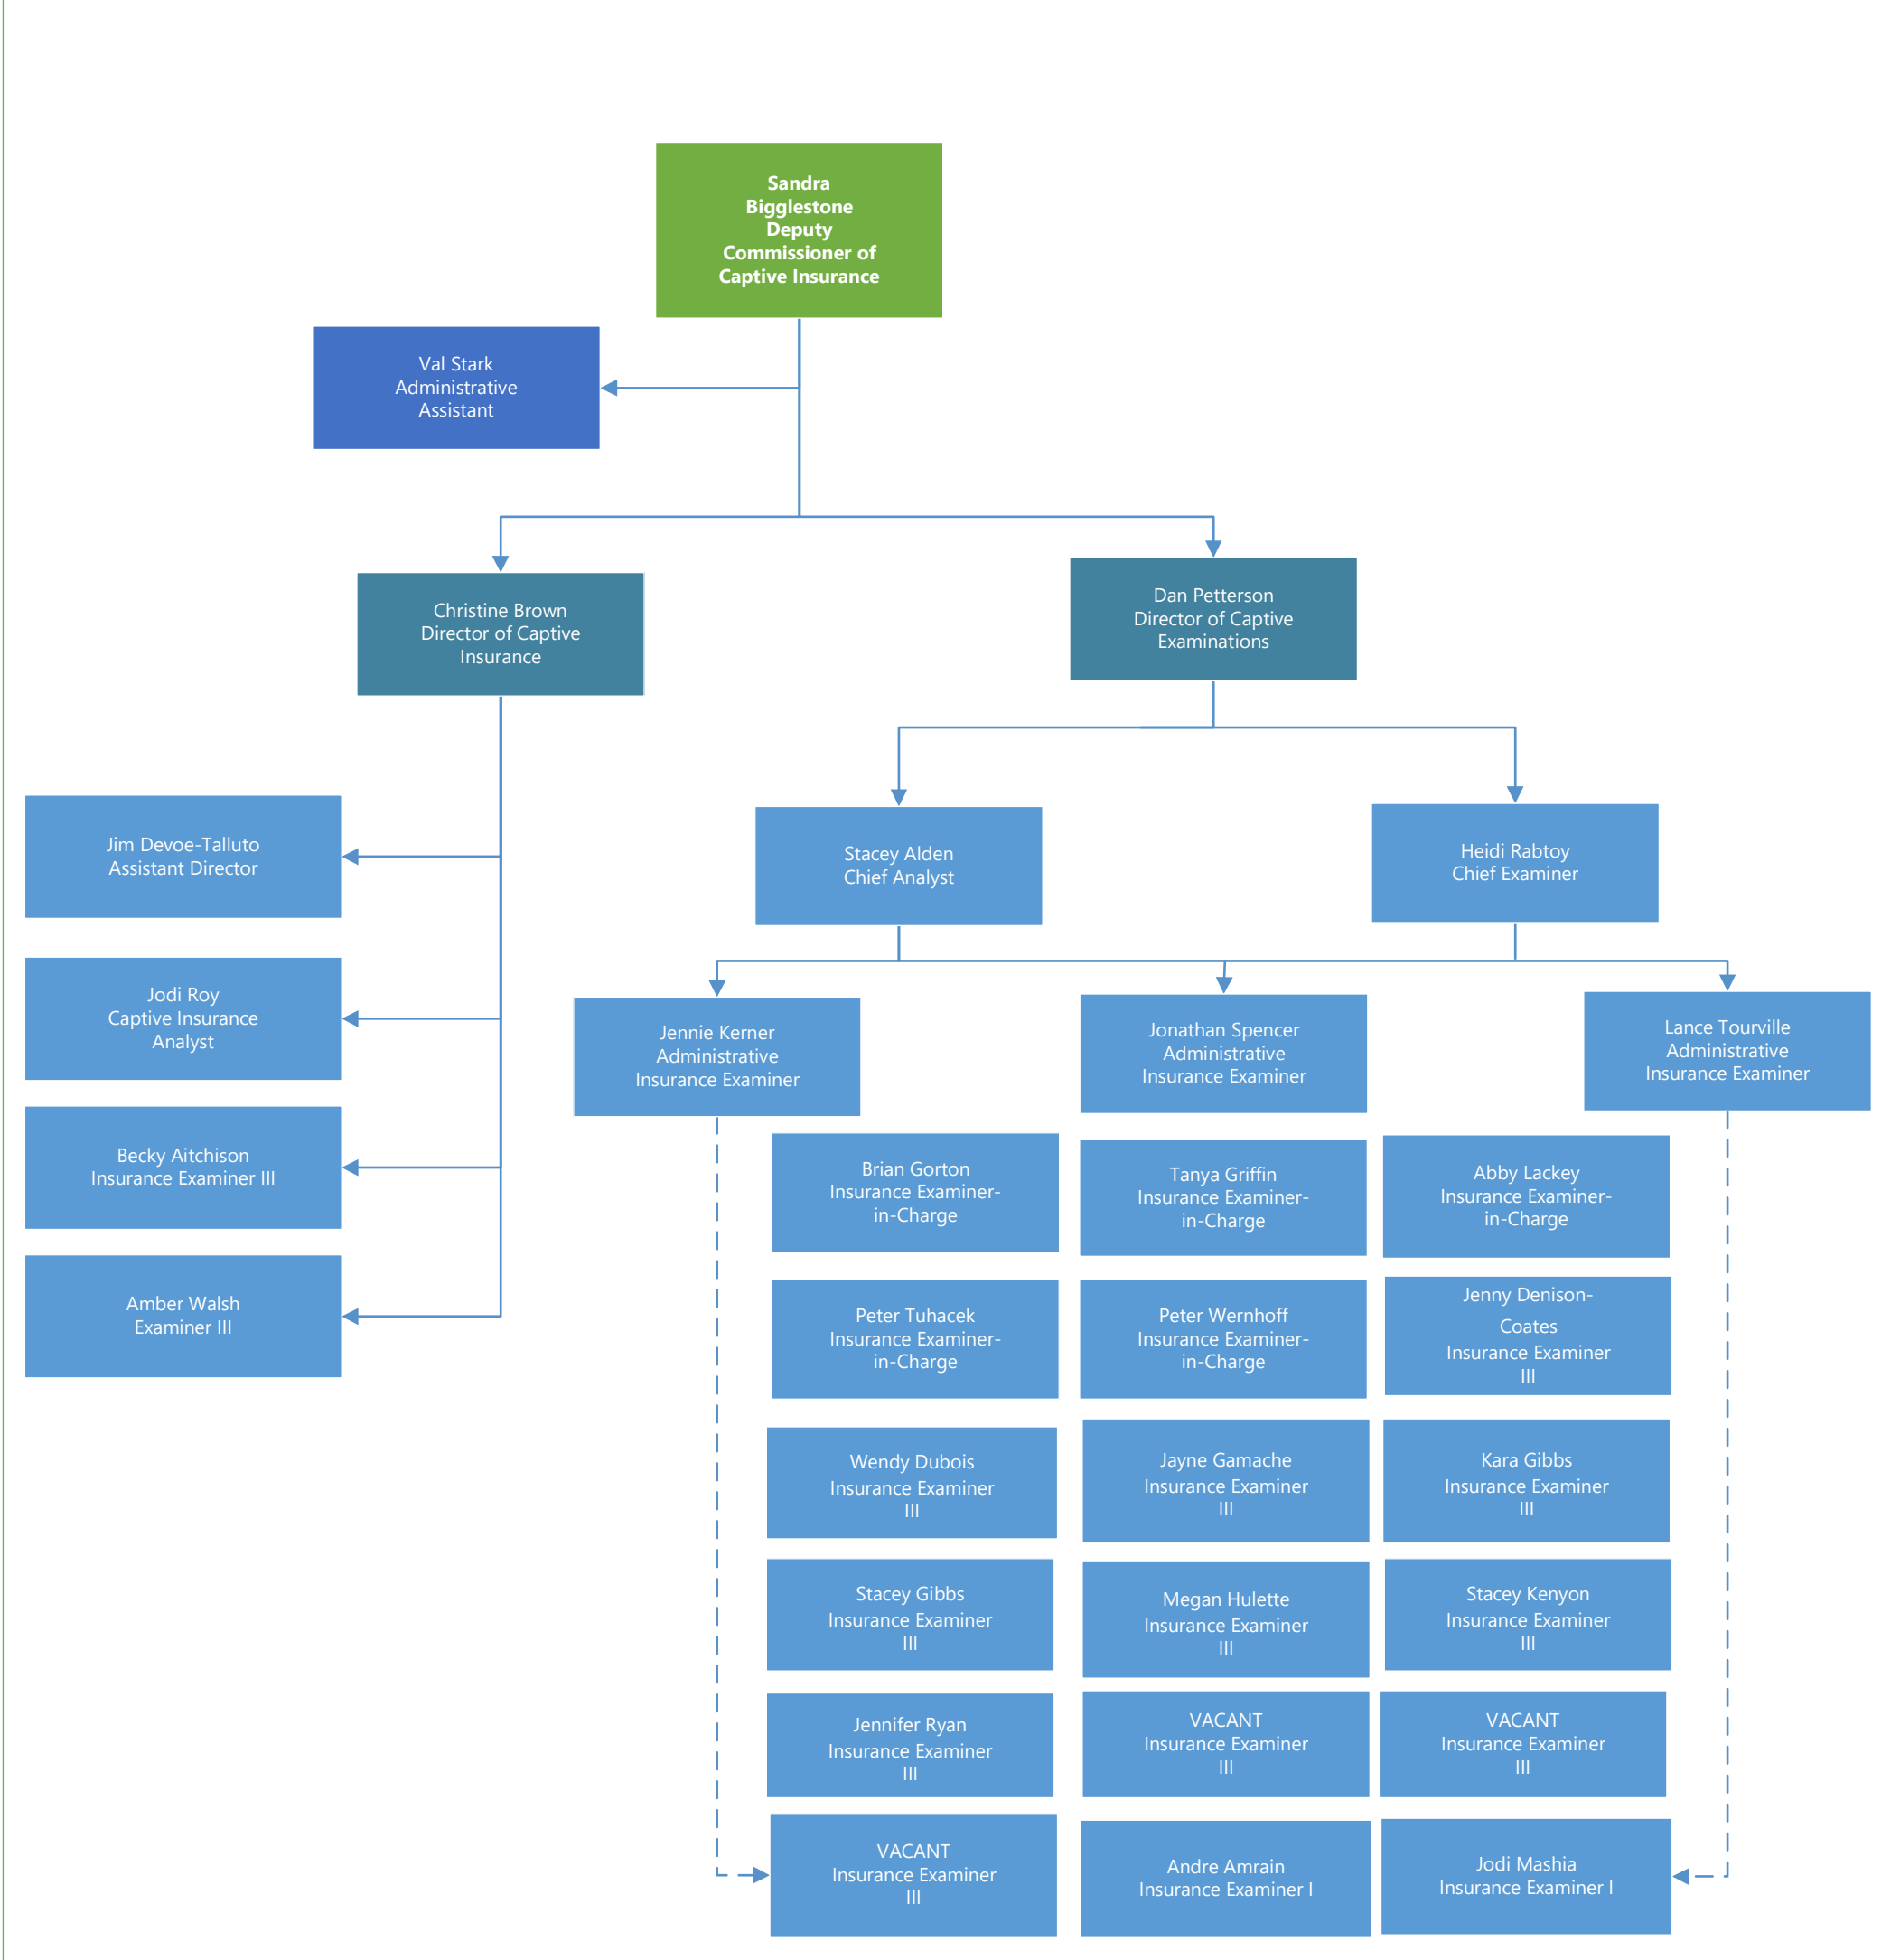 Sandra
Bigglestone
Deputy
Commissioner of
Captive Insurance
Val Stark
Administrative
Assistant
Christine Brown
Director of Captive
Insurance
Dan Petterson
Director of Captive
Examinations
Jim Devoe-Talluto
Assistant Director
Stacey Alden
Chief Analyst
Heidi Rabtoy
Chief Examiner
Jodi Roy
Captive Insurance
Analyst
Jennie Kerner
Administrative
Insurance Examiner
Jonathan Spencer
Administrative
Insurance Examiner
Lance Tourville
Administrative
Insurance Examiner
Becky Aitchison
Insurance Examiner III
Amber Walsh
Examiner III
Brian Gorton
Insurance Examiner-
in-Charge
Tanya Griffin
Insurance Examiner-
in-Charge
Abby Lackey
Insurance Examiner-
in-Charge
Peter Tuhacek
Insurance Examiner-
in-Charge
Peter Wernhoff
Insurance Examiner-
in-Charge
Jenny Denison-
Coates
Insurance Examiner
III
Wendy Dubois
Insurance Examiner
III
Jayne Gamache
Insurance Examiner
III
Kara Gibbs
Insurance Examiner
III
Stacey Gibbs
Insurance Examiner
III
Megan Hulette
Insurance Examiner
III
Stacey Kenyon
Insurance Examiner
III
Jennifer Ryan
Insurance Examiner
III
VACANT
Insurance Examiner
III
VACANT
Insurance Examiner
III
VACANT
Insurance Examiner
III
Andre Amrain
Insurance Examiner I
Jodi Mashia
Insurance Examiner I